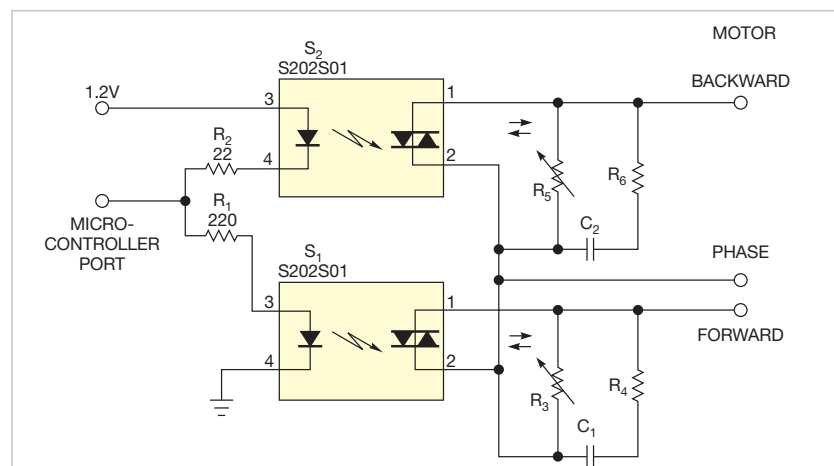 MOTOR
S2
S202S01
BACKWARD
1.2V
3
1
R2
22
4
2
R5
R6
R1
220
C2
MICRO-
CONTROLLER
PORT
PHASE
S1
S202S01
3
1
FORWARD
4
2
R3
R4
C1